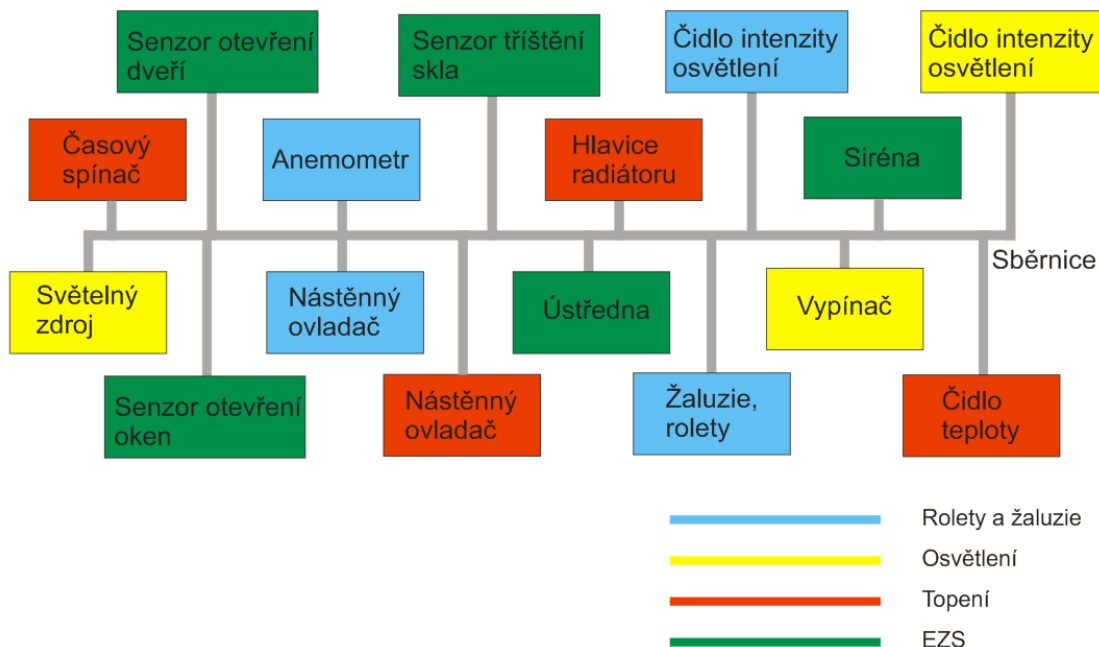 Senzor otevření
dveří
Senzor tříštění
skla
Čidlo intenzity
osvětlení
Čidlo intenzity
osvětlení
Časový
spínač
Anemometr
Hlavice
radiátoru
Siréna
Sběrnice
Světelný
zdroj
Nástěnný
ovladač
Ústředna
Vypínač
Senzor otevření
oken
Nástěnný
ovladač
Žaluzie,
rolety
Čidlo
teploty
Rolety a žaluzie
Osvětlení
Topení
EZS